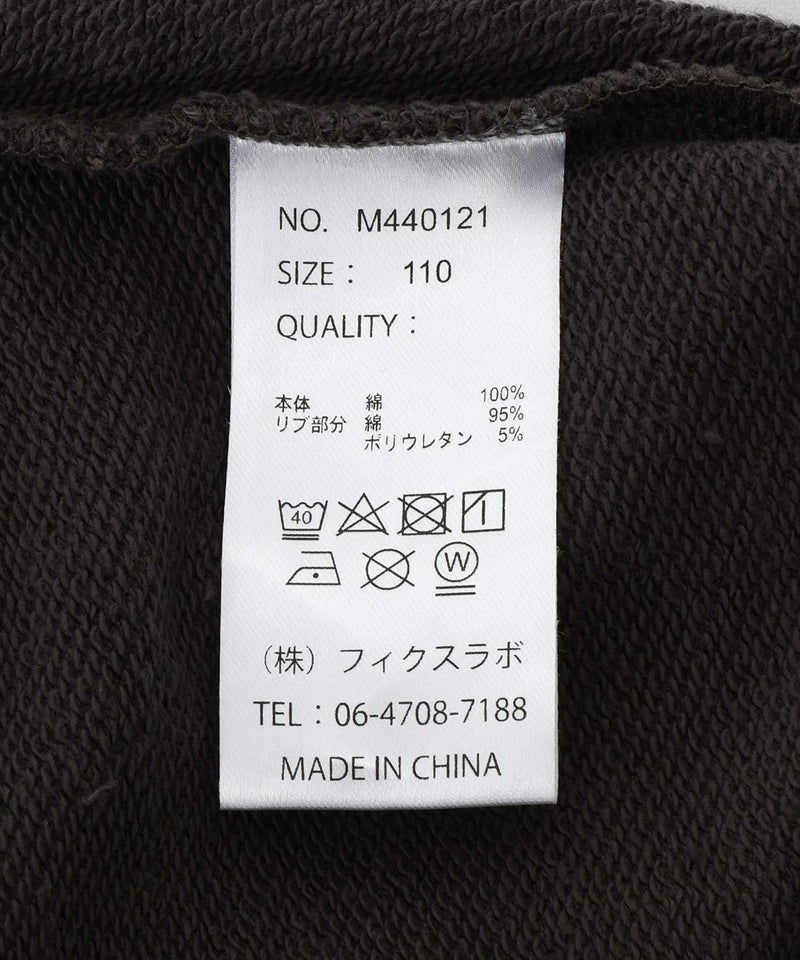 NO. M440121
SIZE： 110
QUALITY：
本体 綿 100%
リブ部分 綿 95%
ポリウレタン 5%
40
W
（株）フィクスラボ
TEL：06-4708-7188
MADE IN CHINA